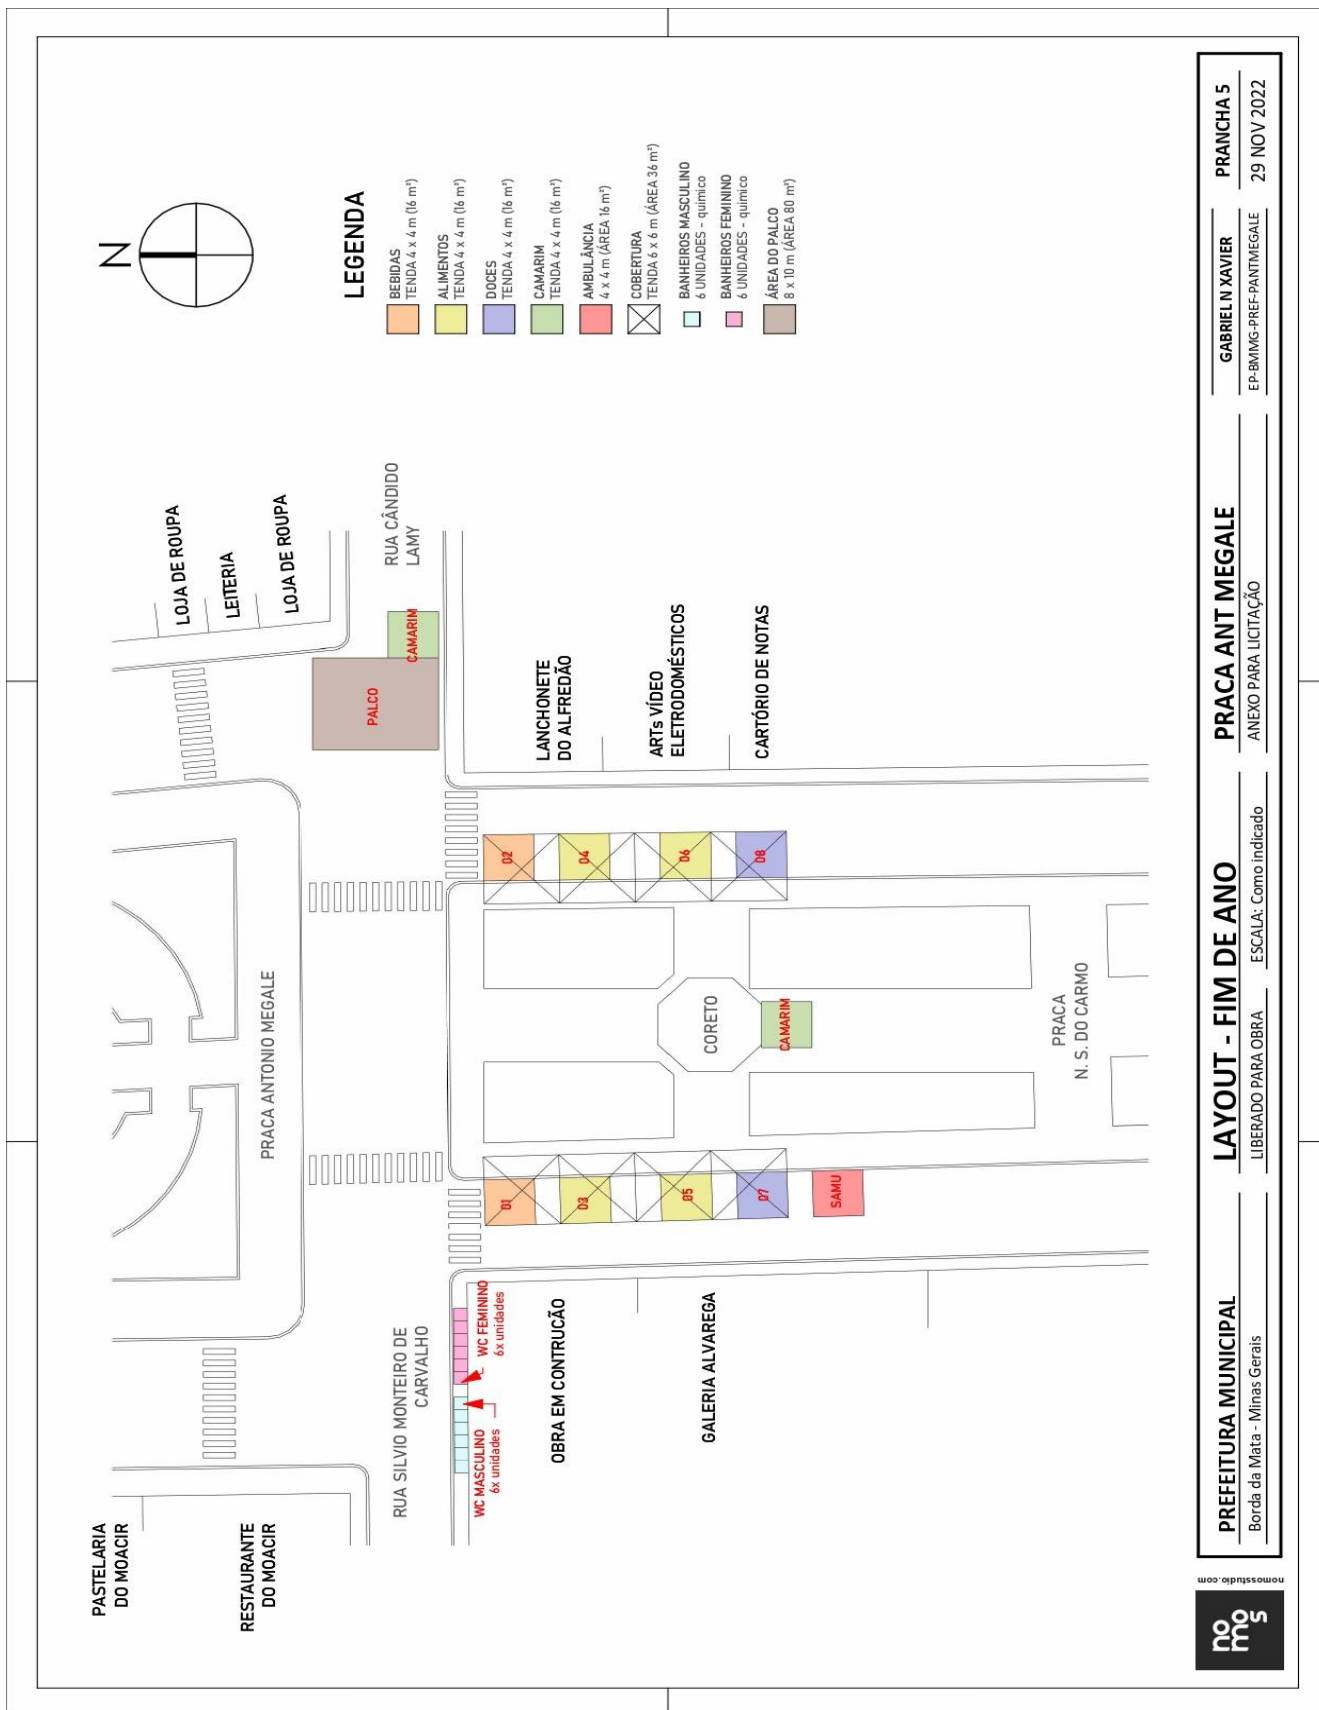 N
LEGENDA
BEBIDAS
TENDA 4 x 4 m (16 m²)
ALIMENTOS
TENDA 4 x 4 m (16 m²)
DOCES
TENDA 4 x 4 m (16 m²)
CAMARIM
TENDA 4 x 4 m (16 m²)
AMBULÂNCIA
4 x 4 m (ÁREA 16 m²)
COBERTURA
TENDA 6 x 6 m (ÁREA 36 m²)
BANHEIROS MASCULINO
6 UNIDADES - químico
BANHEIROS FEMININO
6 UNIDADES - químico
ÁREA DO PALCO
8 x 10 m (ÁREA 80 m²)
PASTELARIA
DO MOACIR
RESTAURANTE
DO MOACIR
PRACA ANTONIO MEGALE
LOJA DE ROUPA
LEITERIA
LOJA DE ROUPA
RUA SILVIO MONTEIRO DE
CARVALHO
PALCO
CAMARIM
RUA CÂNDIDO
LAMY
WC MASCULINO
6x unidades
WC FEMININO
6x unidades
01
03
05
07
SAMU
02
04
06
08
OBRA EM CONTRUCÃO
GALERIA ALVAREGA
CORETO
CAMARIM
PRACA
N. S. DO CARMO
LANCHONETE
DO ALFREDÃO
ARTs VÍDEO
ELETRODOMÉSTICOS
CARTÓRIO DE NOTAS
nomos
nomosstudio.com
PREFEITURA MUNICIPAL
Borda da Mata - Minas Gerais
LAYOUT - FIM DE ANO
LIBERADO PARA OBRA
ESCALA: Como indicado
PRACA ANT MEGALE
ANEXO PARA LICITAÇÃO
GABRIEL N XAVIER
EP-BMMG-PREF-PANTMEGALE
PRANCHA 5
29 NOV 2022